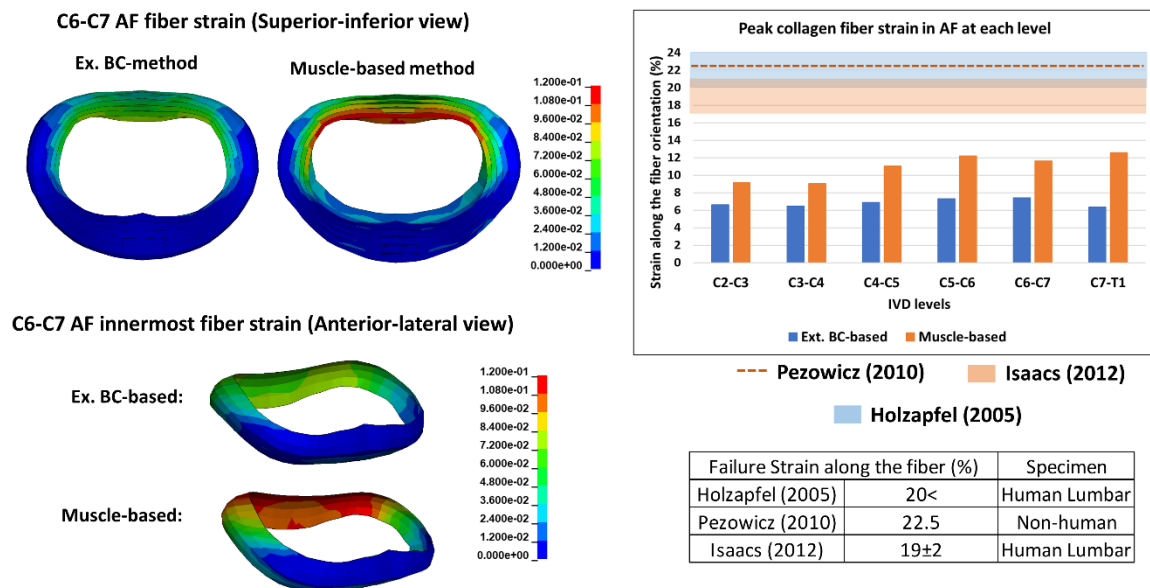 C6-C7 AF fiber strain (Superior-inferior view)
Ex. BC-method
Muscle-based method
1.200e-01
1.080e-01
9.600e-02
8.400e-02
7.200e-02
6.000e-02
4.800e-02
3.600e-02
2.400e-02
1.200e-02
0.000e+00
C6-C7 AF innermost fiber strain (Anterior-lateral view)
Ex. BC-based:
Muscle-based:
1.200e-01
1.080e-01
9.600e-02
8.400e-02
7.200e-02
6.000e-02
4.800e-02
3.600e-02
2.400e-02
1.200e-02
0.000e+00
Peak collagen fiber strain in AF at each level
Strain along the fiber orientation (%)
24
22
20
18
16
14
12
10
8
6
4
2
0
C2-C3 C3-C4 C4-C5 C5-C6 C6-C7 C7-T1
IVD levels
Ext. BC-based Muscle-based
Pezowicz (2010) Isaacs (2012)
Holzapfel (2005)
Failure Strain along the fiber (%) Specimen
Holzapfel (2005) 20< Human Lumbar
Pezowicz (2010) 22.5 Non-human
Isaacs (2012) 19±2 Human Lumbar